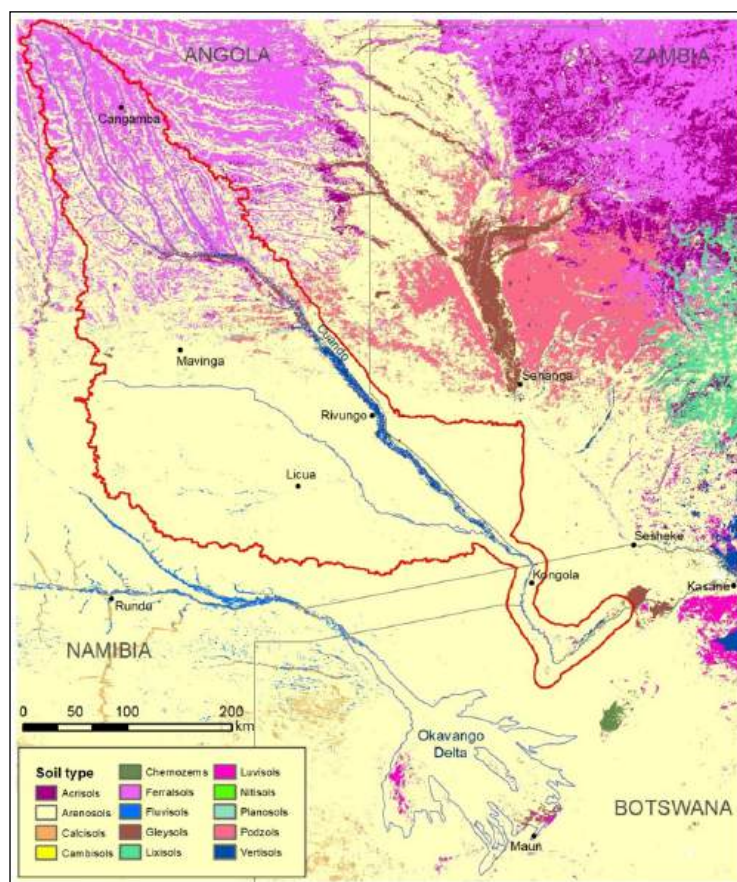 ANGOLA
ZAMBIA
Cangamba
Cuando
Mavinga
Senanga
Rivungo
Licua
Sesheke
Kongola
Kasane
Rundu
NAMIBIA
0 50 100 200
km
Okavango
Delta
BOTSWANA
Maun
Soil type
Acrisols
Arenosols
Calcisols
Cambisols
Chernozems
Ferralsols
Fluvisols
Gleysols
Lixisols
Luvisols
Nitisols
Planosols
Podzols
Vertisols